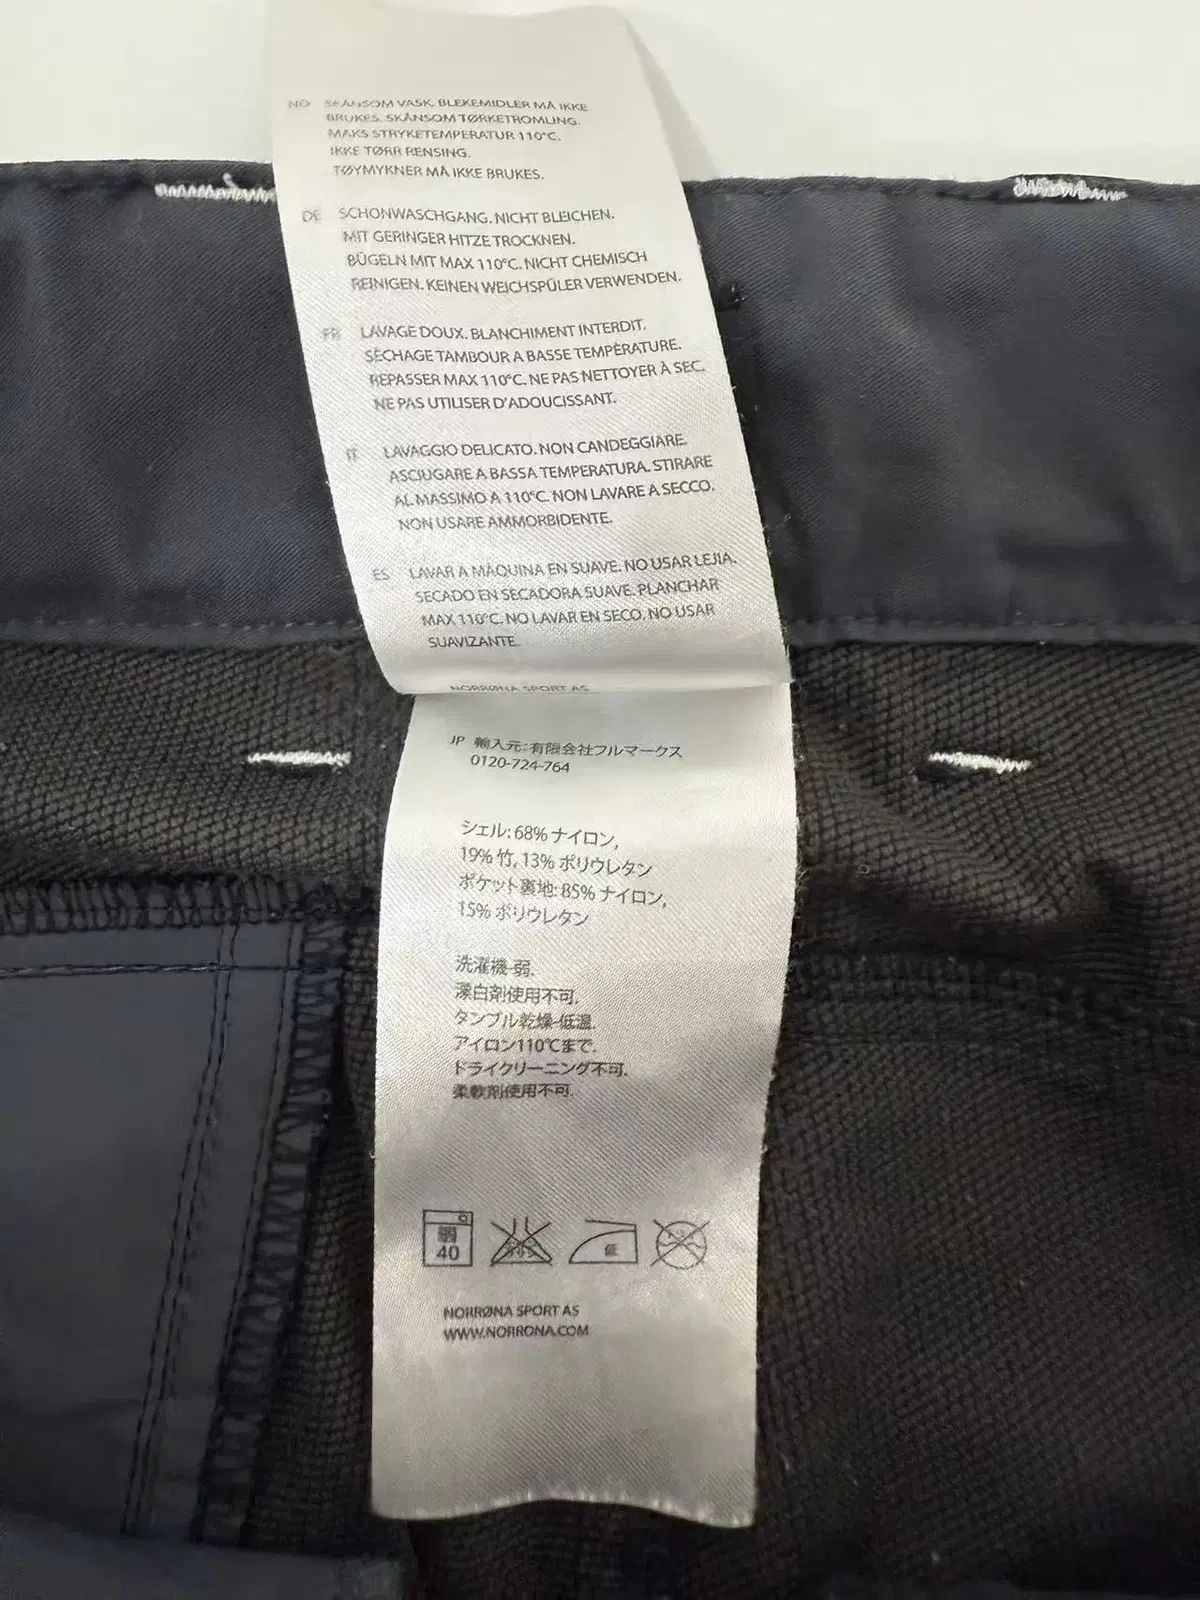 NO SKÅNSOM VASK. BLEKEMIDLER MÅ IKKE
BRUKES. SKÅNSOM TØRKETROMLING.
MAKS STRYKETEMPERATUR 110°C.
IKKE TØRR RENSING.
TØYMYKNER MÅ IKKE BRUKES.
DE SCHONWASCHGANG. NICHT BLEICHEN.
MIT GERINGER HITZE TROCKNEN.
BÜGELN MIT MAX 110°C. NICHT CHEMISCH
REINIGEN. KEINEN WEICHSPÜLER VERWENDEN.
FR LAVAGE DOUX. BLANCHIMENT INTERDIT.
SÉCHAGE TAMBOUR A BASSE TEMPÈRATURE.
REPASSER MAX 110°C. NE PAS NETTOYER À SEC.
NE PAS UTILISER D'ADOUCISSANT.
IT LAVAGGIO DELICATO. NON CANDEGGIARE.
ASCIUGARE A BASSA TEMPERATURA. STIRARE
AL MASSIMO A 110°C. NON LAVARE A SECCO.
NON USARE AMMORBIDENTE.
ES LAVAR A MÁQUINA EN SUAVE. NO USAR LEJIA.
SECADO EN SECADORA SUAVE. PLANCHAR
MAX 110°C. NO LAVAR EN SECO. NO USAR
SUAVIZANTE.
NORRØNA SPORT AS
JP 輸入元:有限会社フルマークス
0120-724-764
シェル:68% ナイロン,
19% 竹, 13% ポリウレタン
ポケット裏地: 85% ナイロン,
15% ポリウレタン
洗濯機-弱.
漂白剤使用不可.
タンブル乾燥-低温.
アイロン110℃まで.
ドライクリーニング不可.
柔軟剤使用不可.
弱
40
低
NORRØNA SPORT AS
WWW.NORRONA.COM